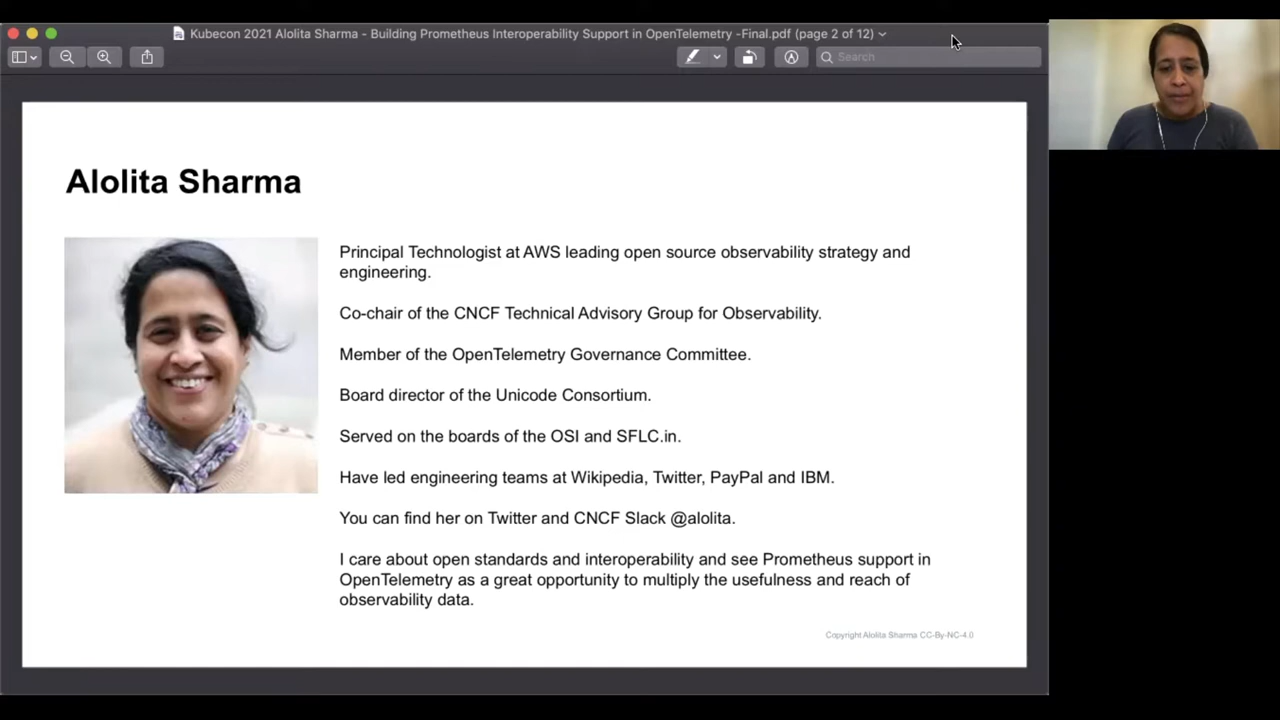 Kubecon 2021 Alolita Sharma - Building Prometheus Interoperability Support in OpenTelemetry -Final.pdf (page 2 of 12)
Search
Alolita Sharma
Principal Technologist at AWS leading open source observability strategy and
engineering.
Co-chair of the CNCF Technical Advisory Group for Observability.
Member of the OpenTelemetry Governance Committee.
Board director of the Unicode Consortium.
Served on the boards of the OSI and SFLC.in.
Have led engineering teams at Wikipedia, Twitter, PayPal and IBM.
You can find her on Twitter and CNCF Slack @alolita.
I care about open standards and interoperability and see Prometheus support in
OpenTelemetry as a great opportunity to multiply the usefulness and reach of
observability data.
Copyright Alolita Sharma CC-By-NC-4.0